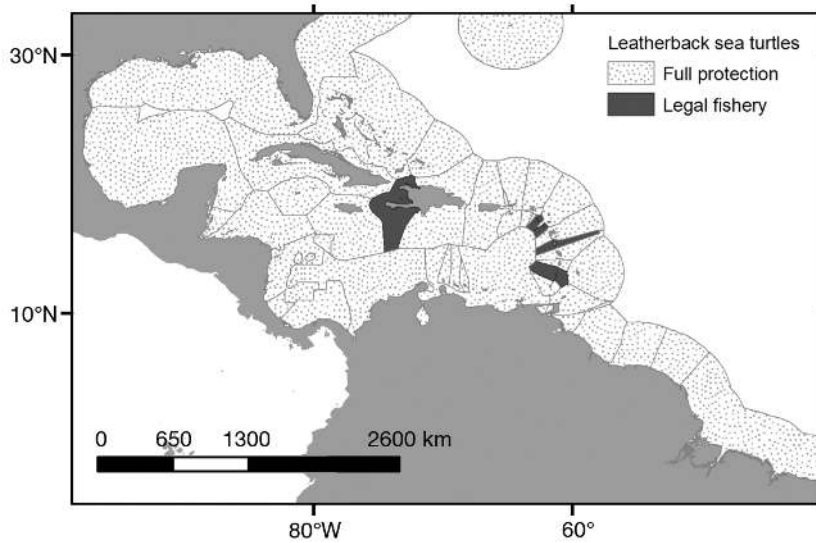 30°N
Leatherback sea turtles
Full protection
Legal fishery
10°N
0 650 1300 2600 km
80°W 60°